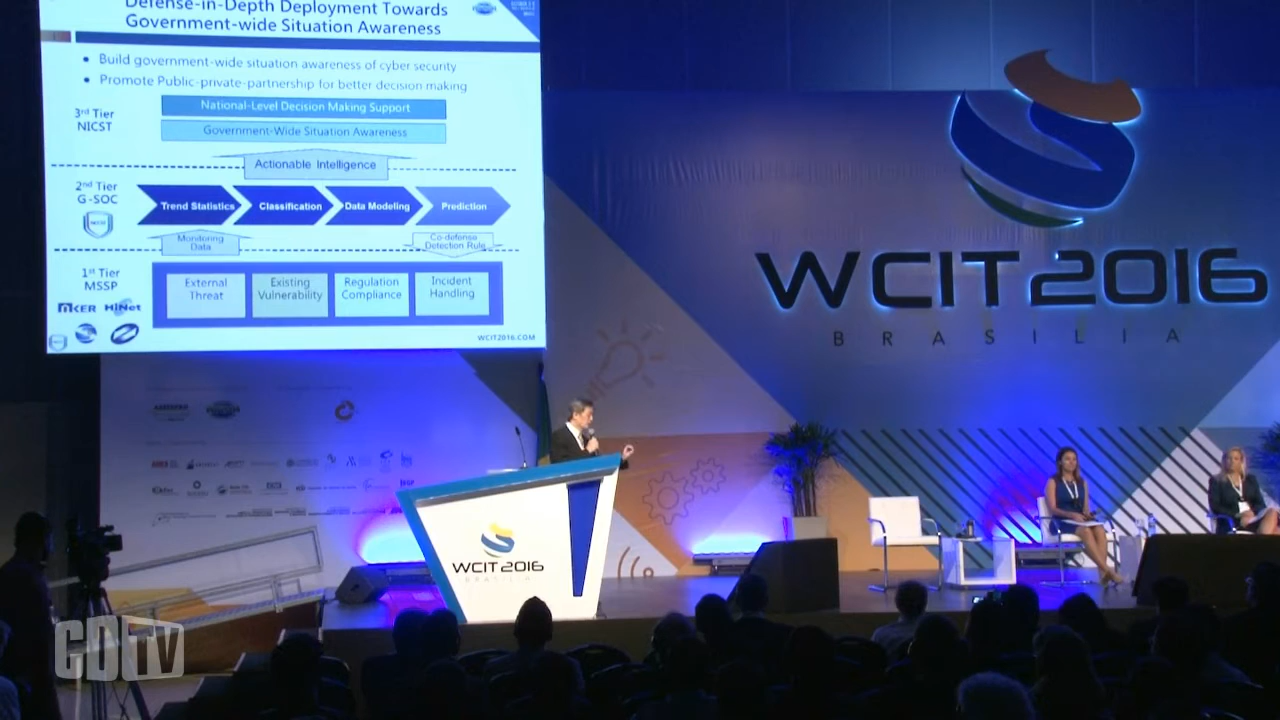 Defense-in-Depth Deployment Towards
Government-wide Situation Awareness
• Build government-wide situation awareness of cyber security
• Promote Public-private-partnership for better decision making
3rd Tier
NICST
National-Level Decision Making Support
Government-Wide Situation Awareness
Actionable Intelligence
2nd Tier
G-SOC
Trend Statistics
Classification
Data Modeling
Prediction
Monitoring
Data
Co-defense
Detection Rule
1st Tier
MSSP
External
Threat
Existing
Vulnerability
Regulation
Compliance
Incident
Handling
HiNet
WCIT2016.COM
WCIT 2016
BRASILIA
WCIT 2016
BRASILIA
CDITV